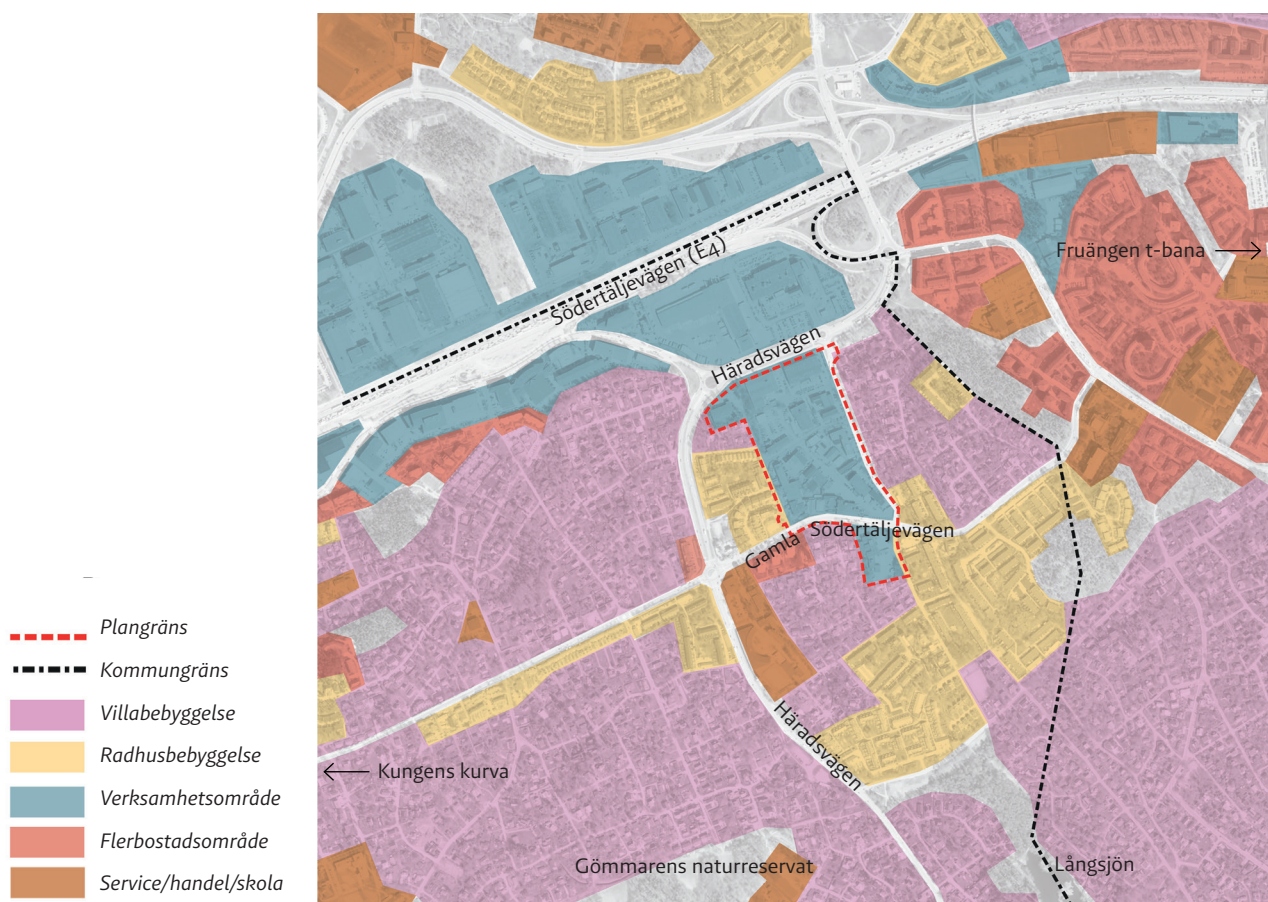 Fruängen t-bana
Södertäljevägen (E4)
Häradsvägen
Gamla Södertäljevägen
Häradsvägen
Kungens kurva
Gömmarens naturreservat
Långsjön
Plangräns
Kommungräns
Villabebyggelse
Radhusbebyggelse
Verksamhetsområde
Flerbostadsområde
Service/handel/skola